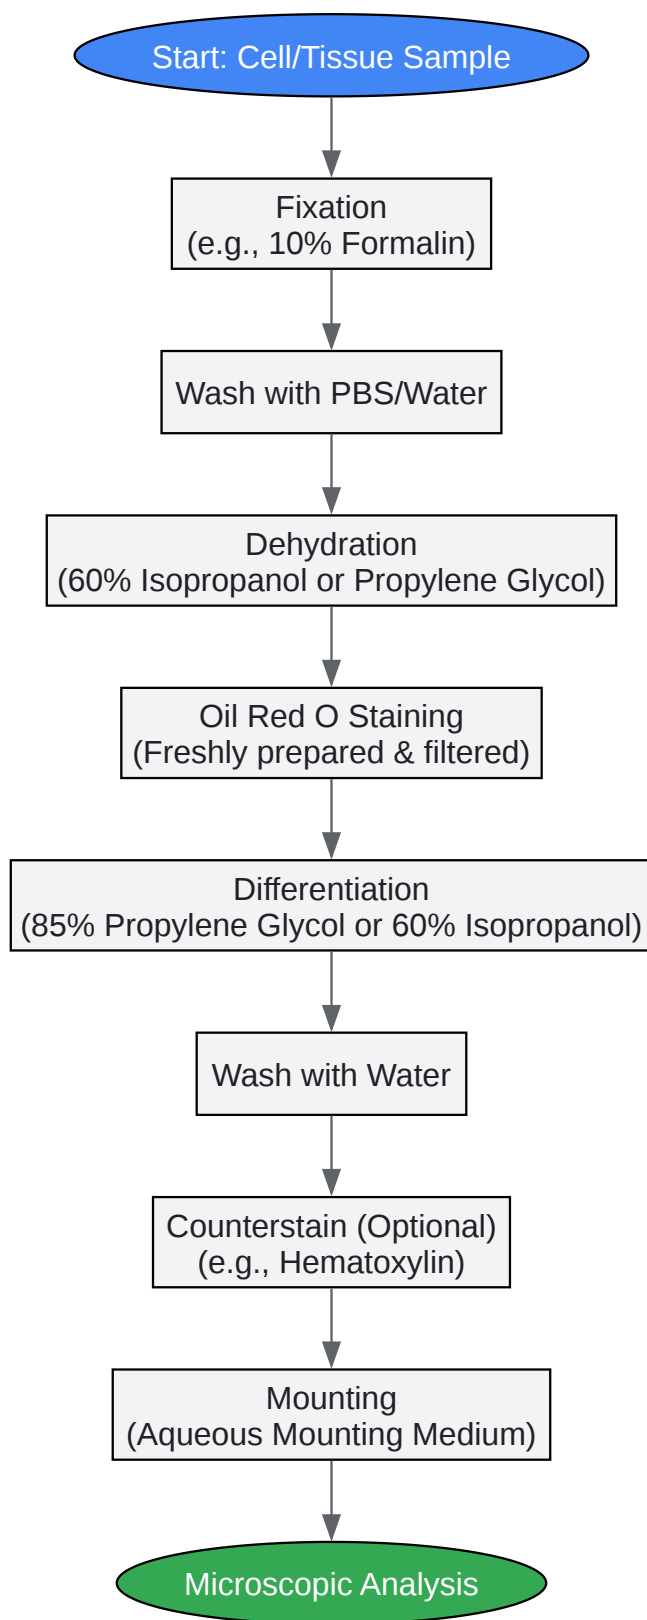 Start: Cell/Tissue Sample
Fixation
(e.g., 10% Formalin)
Wash with PBS/Water
Dehydration
(60% Isopropanol or Propylene Glycol)
Oil Red O Staining
(Freshly prepared & filtered)
Differentiation
(85% Propylene Glycol or 60% Isopropanol)
Wash with Water
Counterstain (Optional)
(e.g., Hematoxylin)
Mounting
(Aqueous Mounting Medium)
Microscopic Analysis